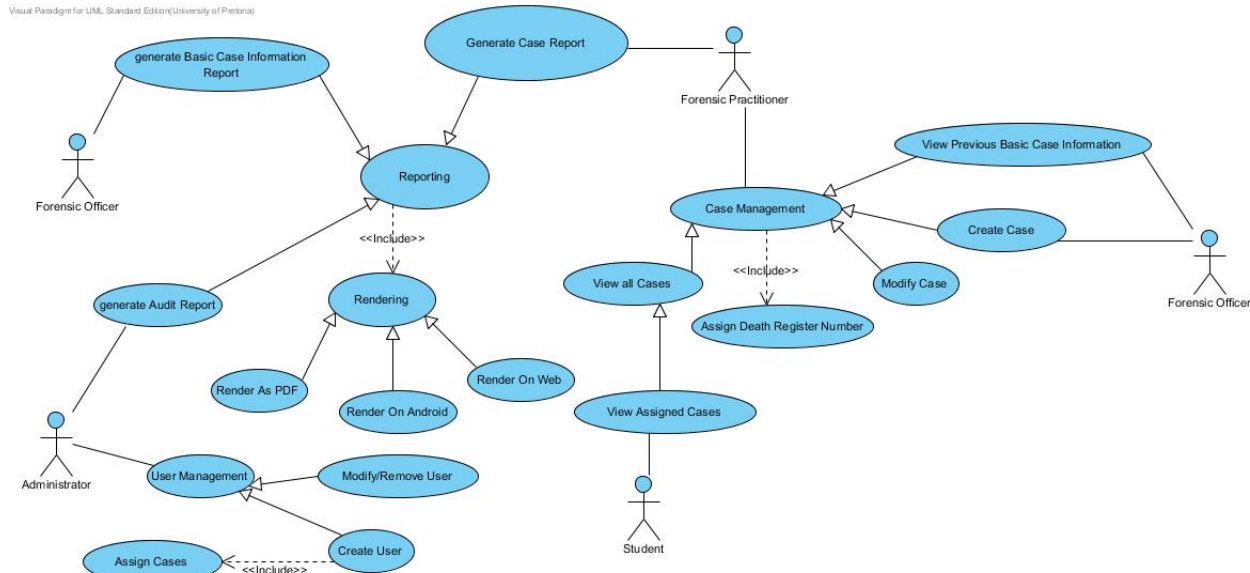 Visual Paradigm for UML Standard Edition(University of Pretoria)
generate Basic Case Information
Report
Generate Case Report
Forensic Practitioner
Forensic Officer
Reporting
View Previous Basic Case Information
Case Management
Create Case
<<Include>>
<<Include>>
View all Cases
Modify Case
Forensic Officer
generate Audit Report
Rendering
Assign Death Register Number
Render As PDF
Render On Android
Render On Web
View Assigned Cases
Administrator
User Management
Modify/Remove User
Student
Create User
Assign Cases
<<Include>>